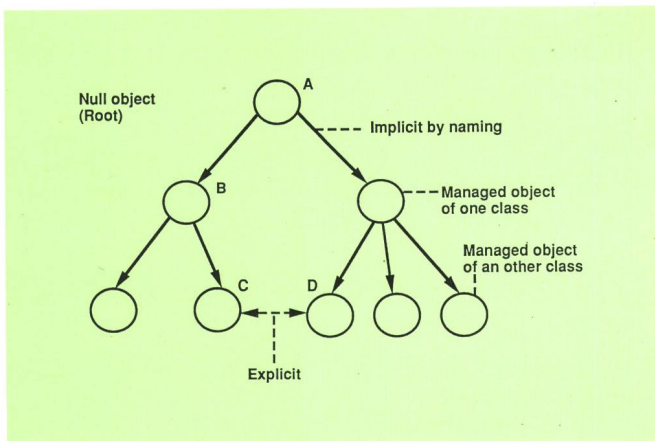 A
Null object
(Root)
Implicit by naming
B
Managed object
of one class
Managed object
of an other class
C
D
Explicit